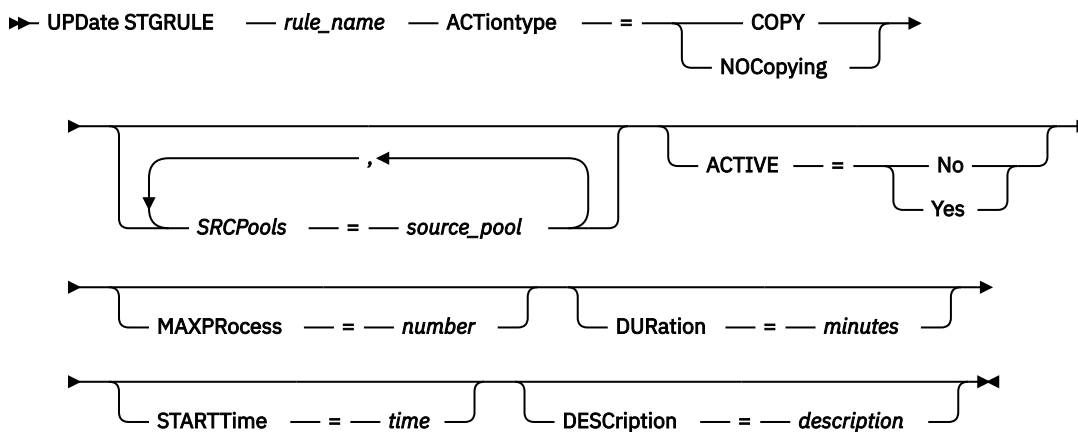 UPDate STGRULE rule_name ACTiontype = COPY
NOCopying
,
SRCPools = source_pool
ACTIVE = No
Yes
MAXPRocess = number DURation = minutes
STARTTime = time DESCription = description